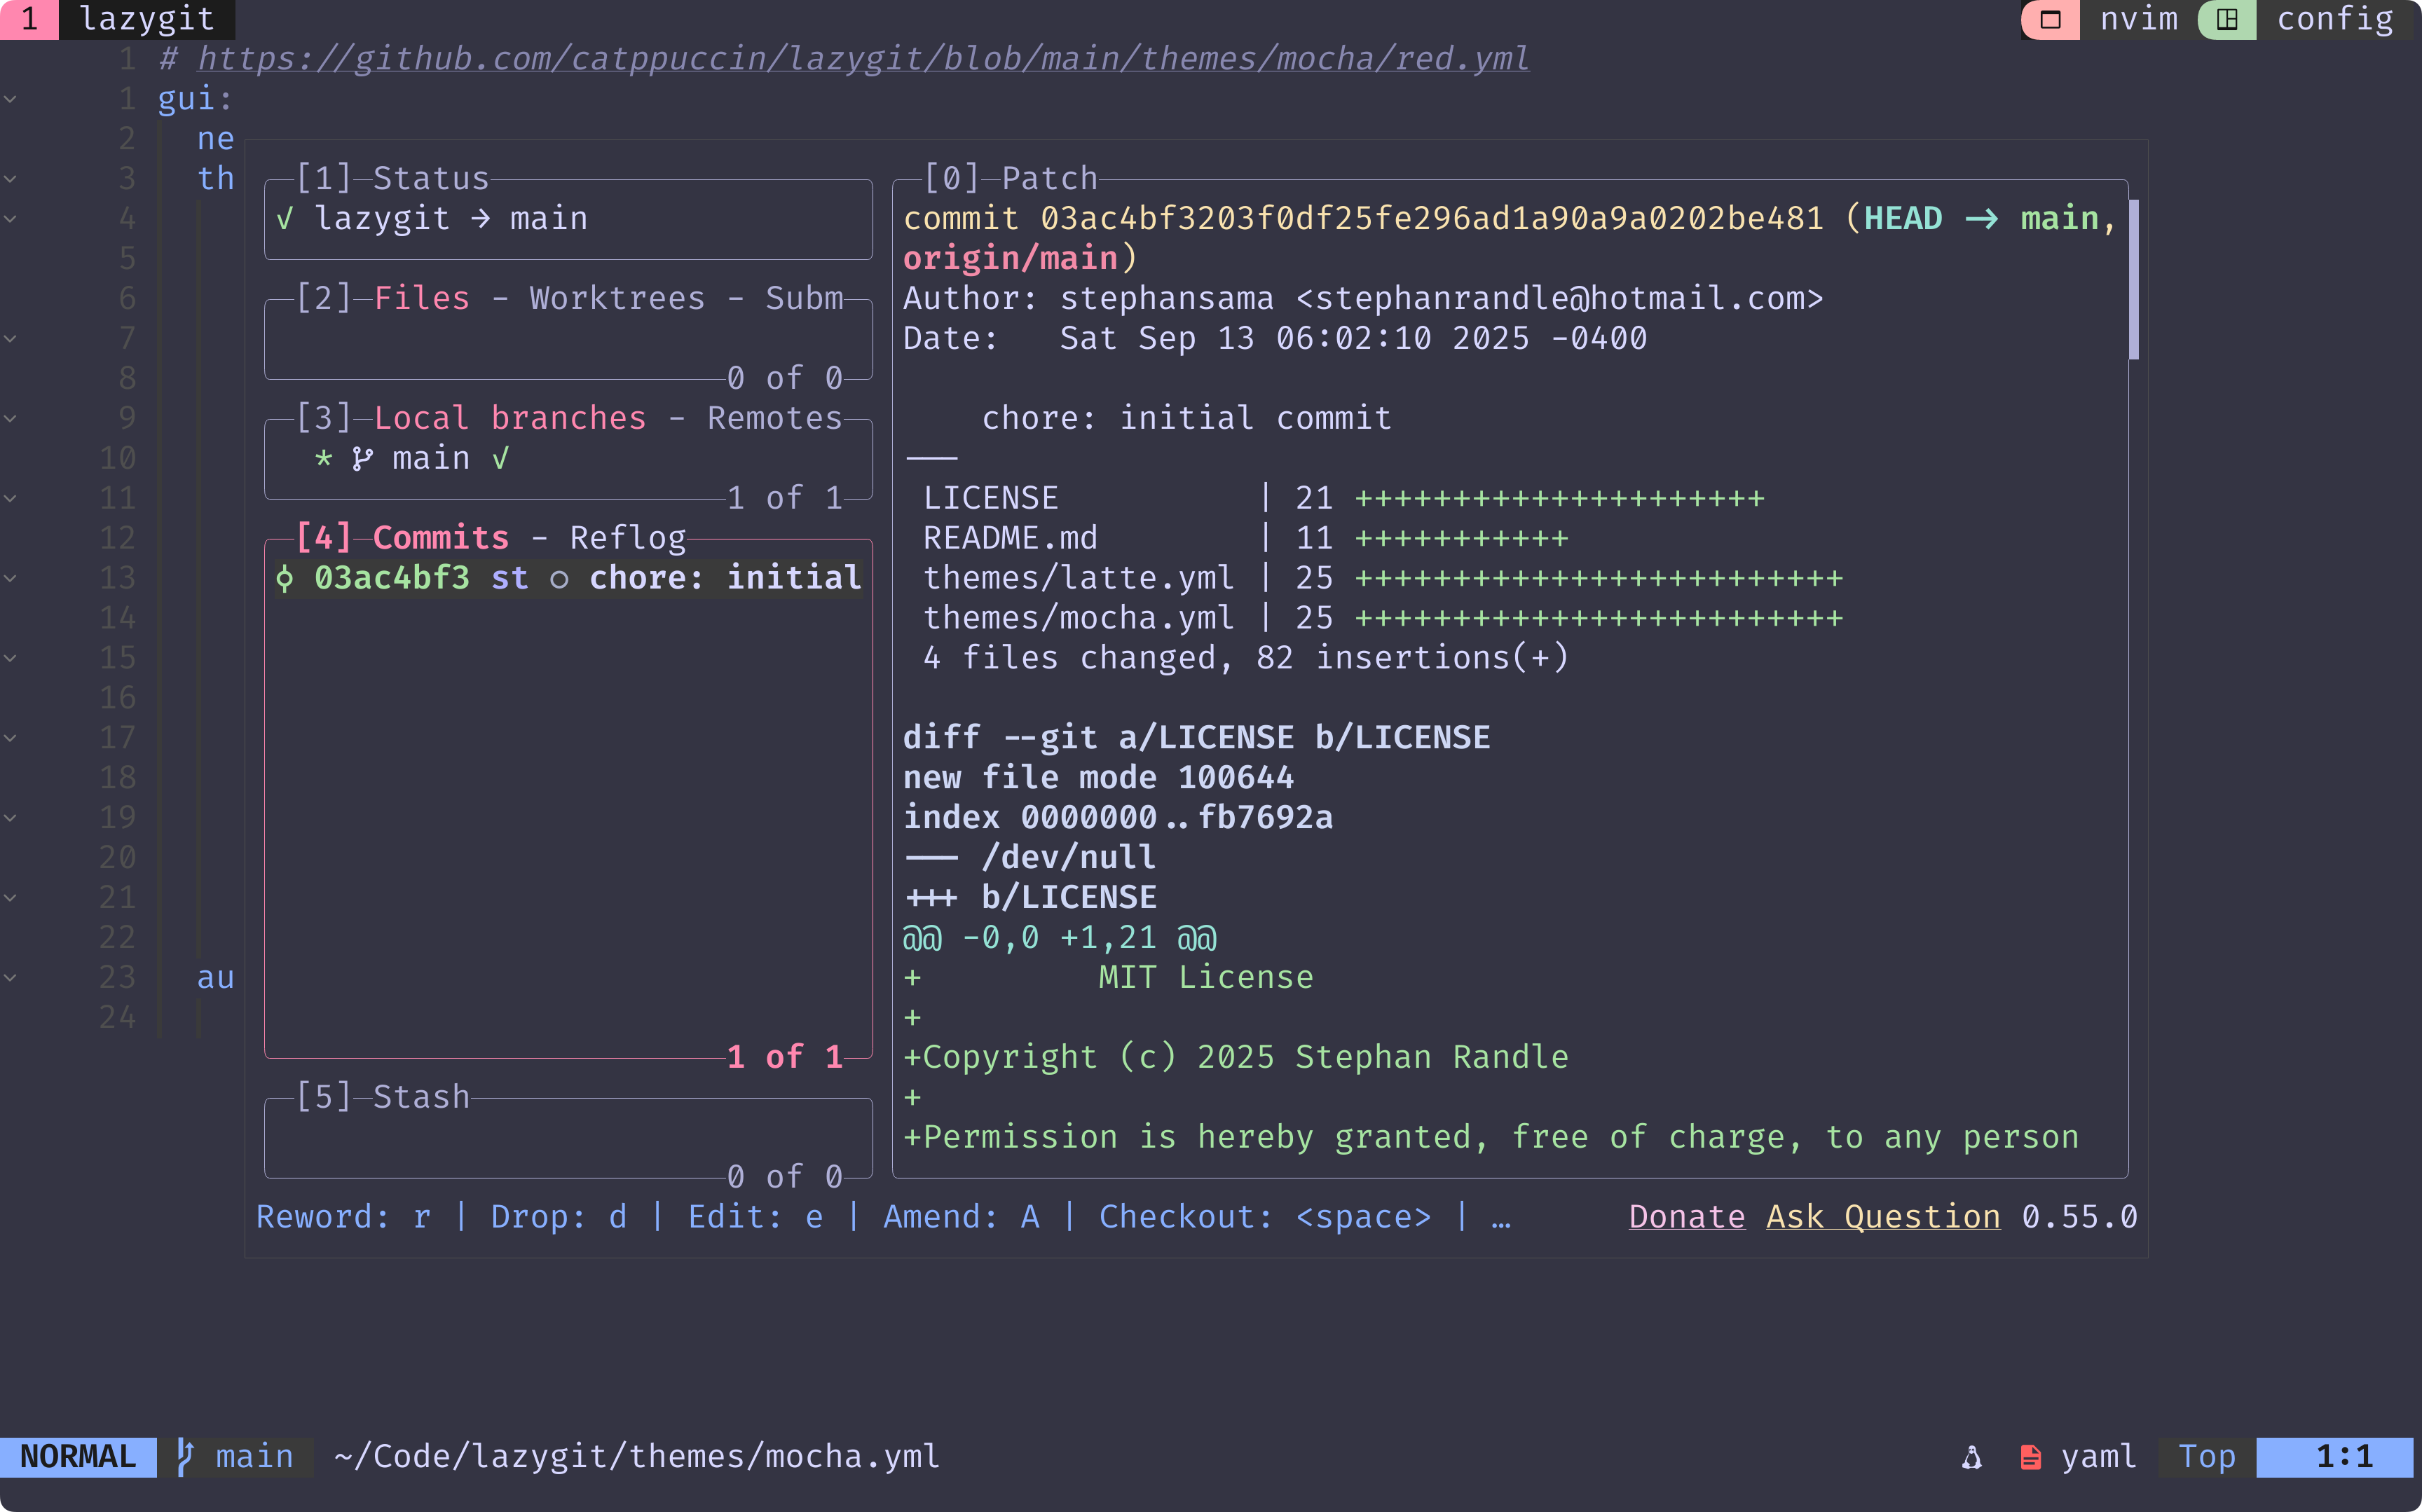 1 lazygit nvim config
1 # https://github.com/catppuccin/lazygit/blob/main/themes/mocha/red.yml
1 gui:
2 ne
3 th
4
5
6
7
8
9
10
11
12
13
14
15
16
17
18
19
20
21
22
23 au
24
[1]─Status
✓ lazygit → main
[2]─Files - Worktrees - Subm
0 of 0
[3]─Local branches - Remotes
* main ✓
1 of 1
[4]─Commits - Reflog
03ac4bf3 st ○ chore: initial
1 of 1
[5]─Stash
0 of 0
[0]─Patch
commit 03ac4bf3203f0df25fe296ad1a90a9a0202be481 (HEAD -> main,
origin/main)
Author: stephansama <stephanrandle@hotmail.com>
Date:   Sat Sep 13 06:02:10 2025 -0400
chore: initial commit
---
LICENSE          | 21 +++++++++++++++++++++
README.md        | 11 +++++++++++
themes/latte.yml | 25 +++++++++++++++++++++++++
themes/mocha.yml | 25 +++++++++++++++++++++++++
4 files changed, 82 insertions(+)
diff --git a/LICENSE b/LICENSE
new file mode 100644
index 0000000..fb7692a
--- /dev/null
+++ b/LICENSE
@@ -0,0 +1,21 @@
+         MIT License
+
+Copyright (c) 2025 Stephan Randle
+
+Permission is hereby granted, free of charge, to any person
Reword: r | Drop: d | Edit: e | Amend: A | Checkout: <space> | … Donate Ask Question 0.55.0
NORMAL main ~/Code/lazygit/themes/mocha.yml yaml Top 1:1